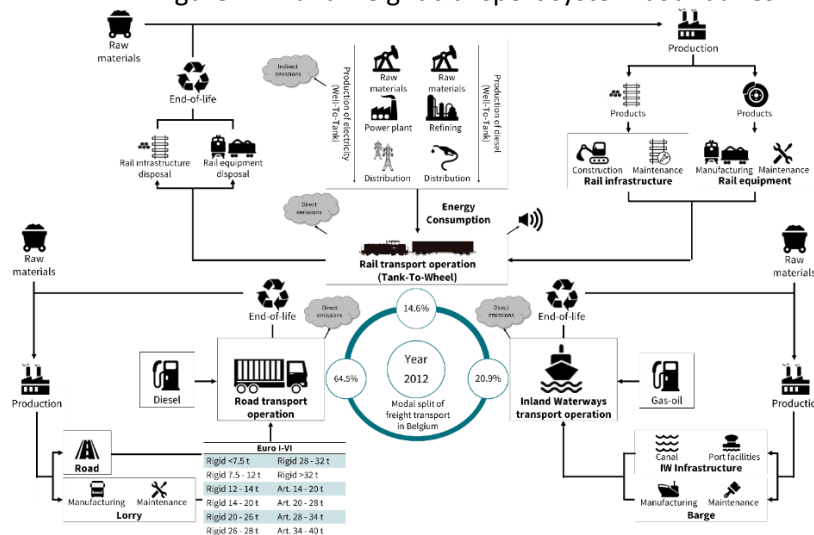 Raw
materials
Production
End-of-life
Rail infrastructure
disposal
Rail equipment
disposal
Indirect
emissions
Production of electricity
(Well-To-Tank)
Raw
materials
Power plant
Distribution
Raw
materials
Refining
Distribution
Production of diesel
(Well-To-Tank)
Products
Products
Construction
Maintenance
Rail infrastructure
Manufacturing
Maintenance
Rail equipment
Energy
Consumption
Direct
emissions
Rail transport operation
(Tank-To-Wheel)
Raw
materials
End-of-life
Direct
emissions
Diesel
Road transport
operation
Production
Road
Manufacturing
Maintenance
Lorry
Euro I-VI
Rigid <7.5 t Rigid 28 - 32 t
Rigid 7.5 - 12 t Rigid >32 t
Rigid 12 - 14 t Art. 14 - 20 t
Rigid 14 - 20 t Art. 20 - 28 t
Rigid 20 - 26 t Art. 28 - 34 t
Rigid 26 - 28 t Art. 34 - 40 t
14.6%
64.5%
20.9%
Year
2012
Modal split of
freight transport
in Belgium
Direct
emissions
End-of-life
Raw
materials
Inland Waterways
transport operation
Gas-oil
Production
Canal
Port facilities
IW Infrastructure
Manufacturing
Maintenance
Barge